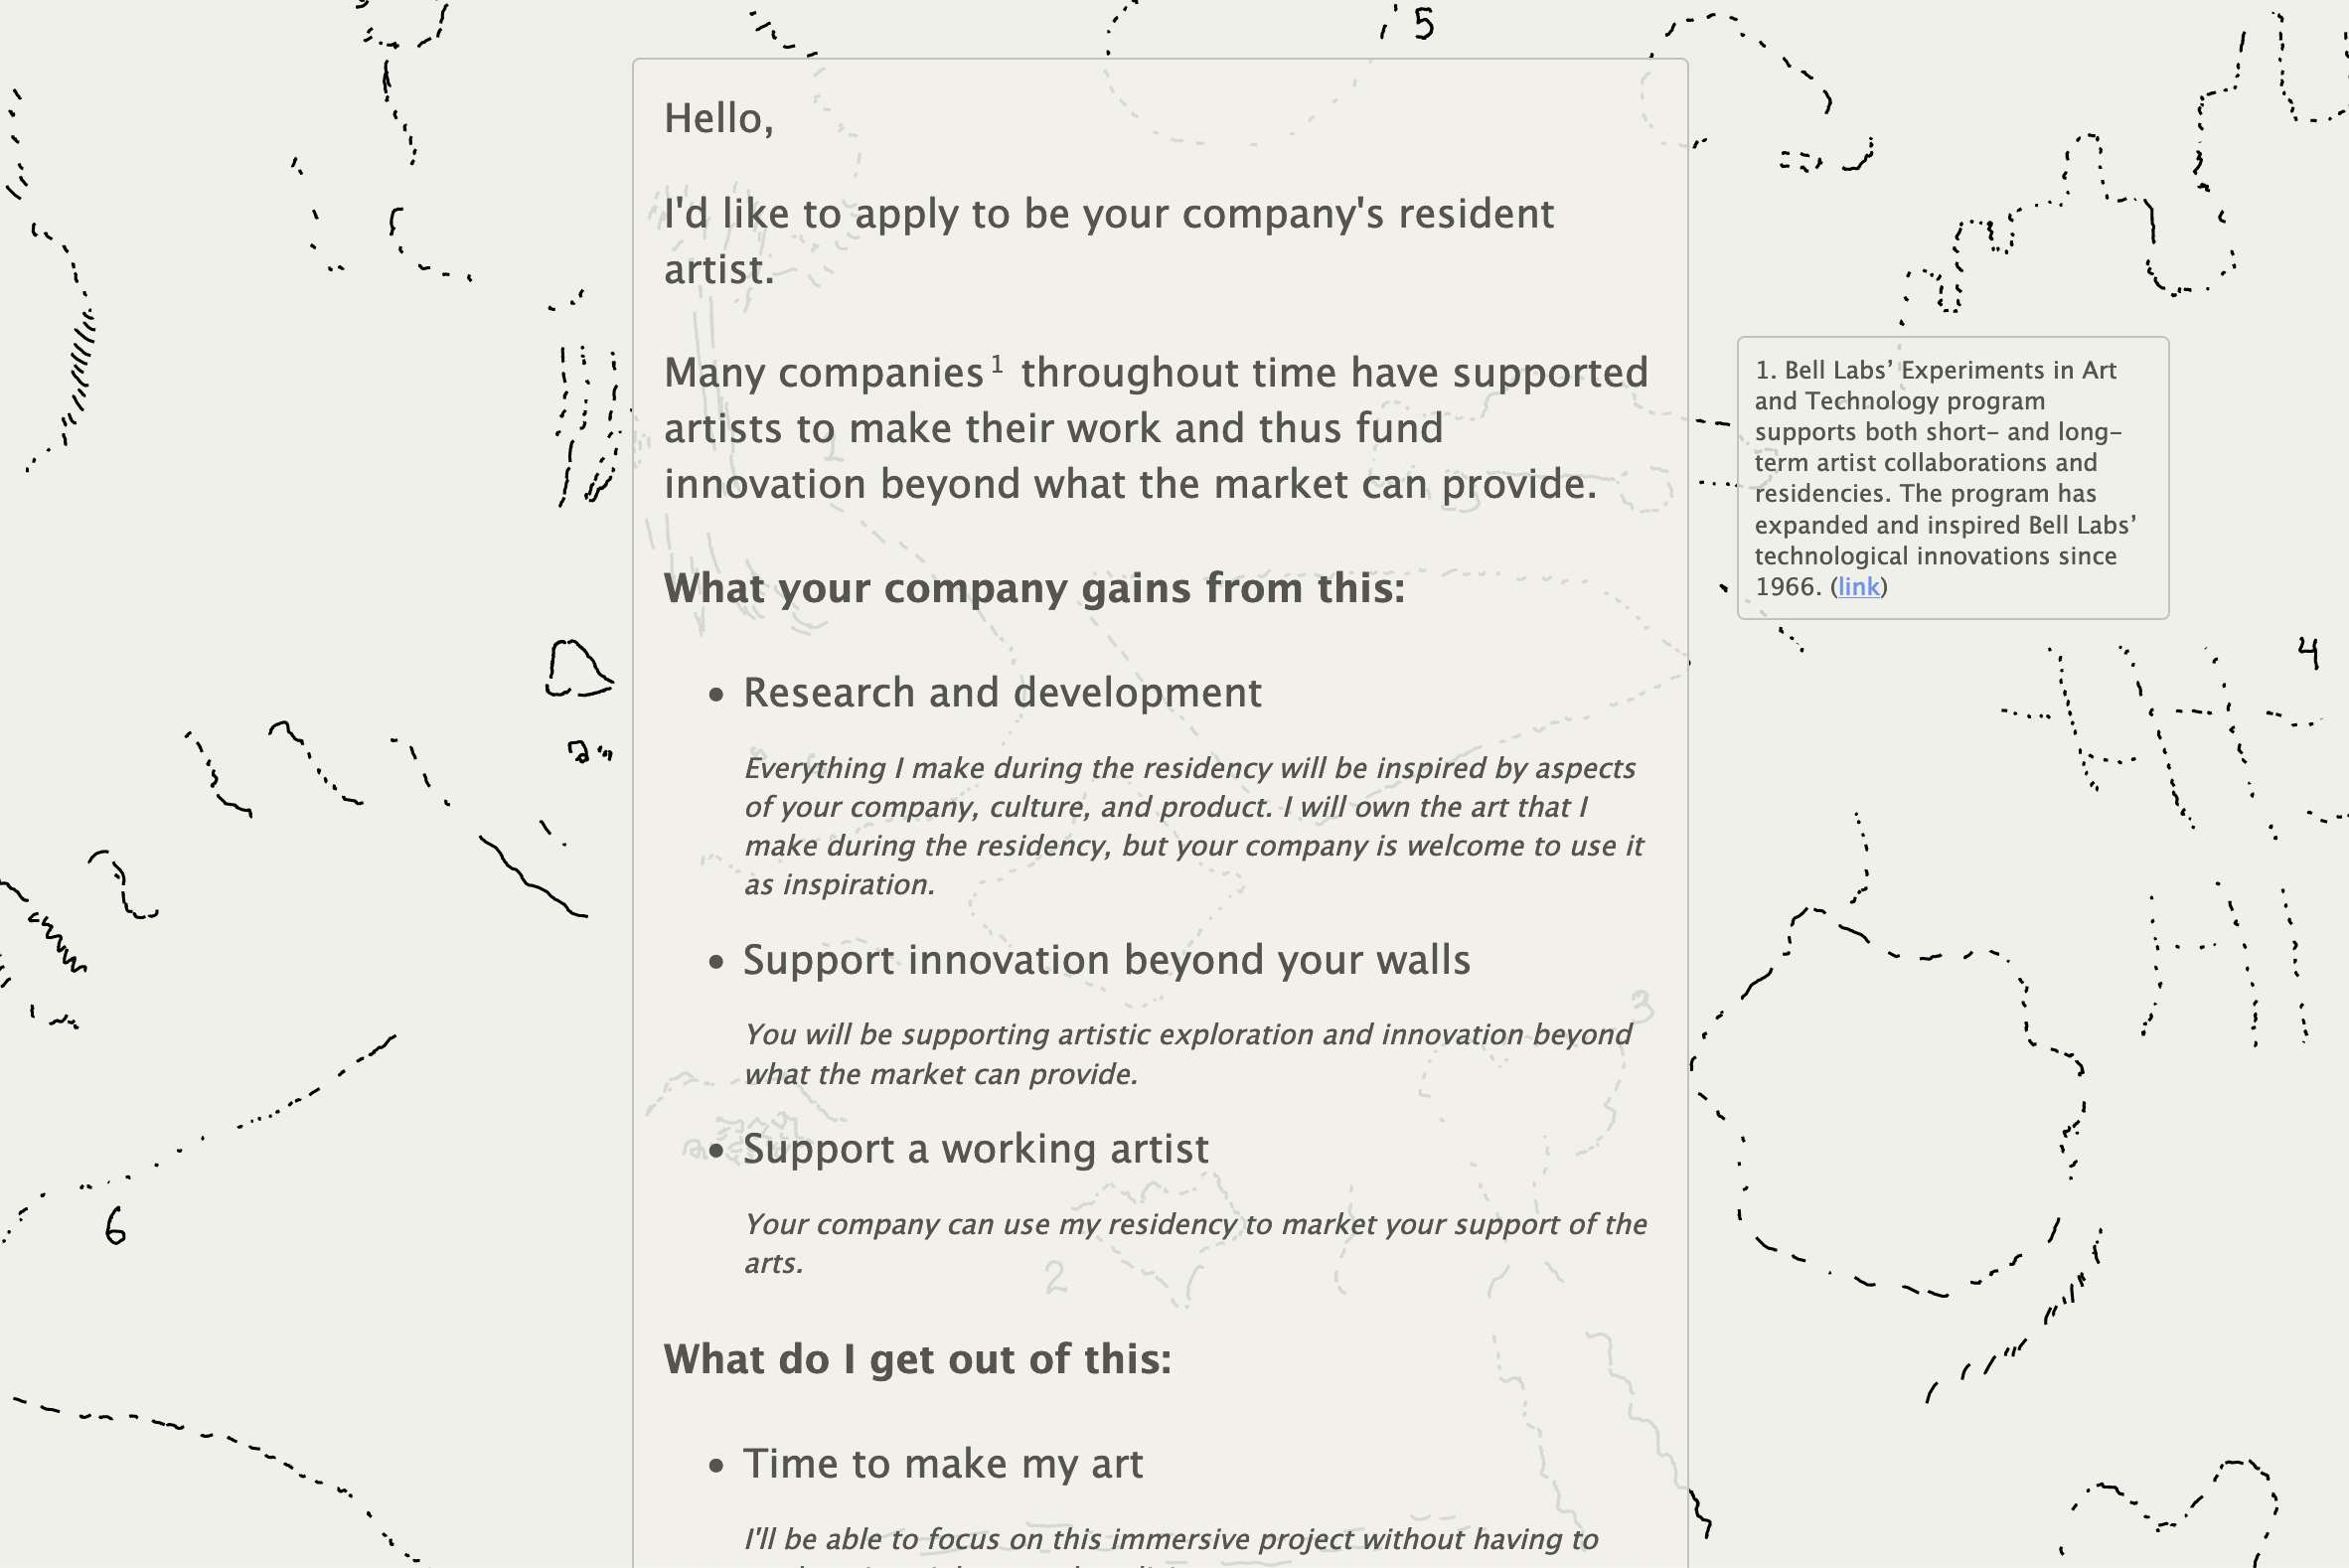 5
Hello,
I'd like to apply to be your company's resident
artist.
Many companies¹ throughout time have supported
artists to make their work and thus fund
innovation beyond what the market can provide.
1. Bell Labs’ Experiments in Art
and Technology program
supports both short– and long–
term artist collaborations and
residencies. The program has
expanded and inspired Bell Labs’
technological innovations since
1966. (link)
1
What your company gains from this:
4
• Research and development
Everything I make during the residency will be inspired by aspects
of your company, culture, and product. I will own the art that I
make during the residency, but your company is welcome to use it
as inspiration.
• Support innovation beyond your walls
3
You will be supporting artistic exploration and innovation beyond
what the market can provide.
• Support a working artist
6
Your company can use my residency to market your support of the
arts.
2
What do I get out of this:
• Time to make my art
I'll be able to focus on this immersive project without having to